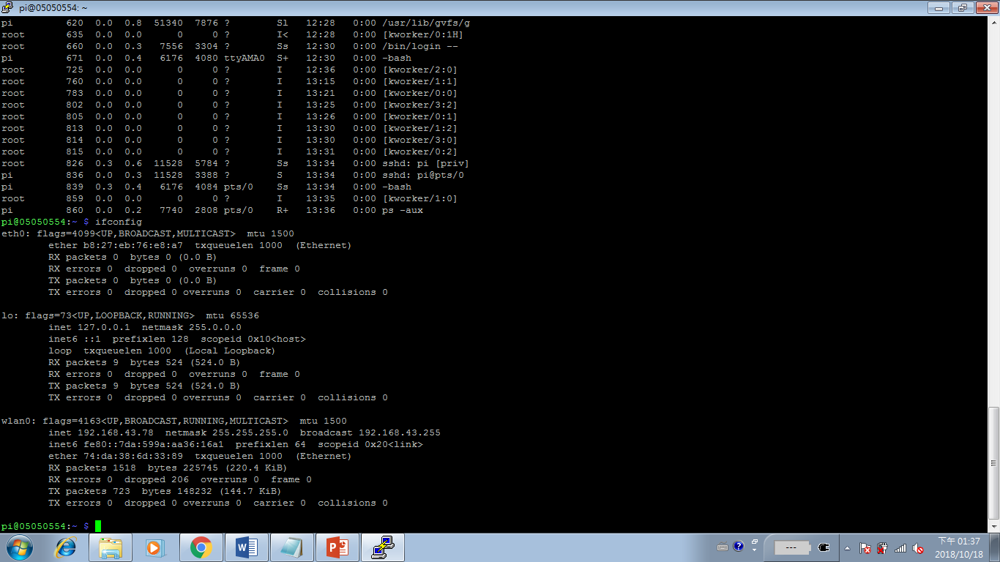 pi@05050554: ~
pi 620 0.0 0.8 51340 7876 ? Sl 12:28 0:00 /usr/lib/gvfs/g
root 635 0.0 0.0 0 0 ? I< 12:28 0:00 [kworker/0:1H]
root 660 0.0 0.3 7556 3304 ? Ss 12:30 0:00 /bin/login --
pi 671 0.0 0.4 6176 4080 ttyAMA0 S+ 12:30 0:00 -bash
root 725 0.0 0.0 0 0 ? I 12:36 0:00 [kworker/2:0]
root 760 0.0 0.0 0 0 ? I 13:15 0:00 [kworker/1:1]
root 783 0.0 0.0 0 0 ? I 13:21 0:00 [kworker/0:0]
root 802 0.0 0.0 0 0 ? I 13:25 0:00 [kworker/3:2]
root 805 0.0 0.0 0 0 ? I 13:26 0:00 [kworker/0:1]
root 813 0.0 0.0 0 0 ? I 13:30 0:00 [kworker/1:2]
root 814 0.0 0.0 0 0 ? I 13:30 0:00 [kworker/3:0]
root 815 0.0 0.0 0 0 ? I 13:31 0:00 [kworker/0:2]
root 826 0.3 0.6 11528 5784 ? Ss 13:34 0:00 sshd: pi [priv]
pi 836 0.0 0.3 11528 3388 ? S 13:34 0:00 sshd: pi@pts/0
pi 839 0.3 0.4 6176 4084 pts/0 Ss 13:34 0:00 -bash
root 859 0.0 0.0 0 0 ? I 13:35 0:00 [kworker/1:0]
pi 860 0.0 0.2 7740 2808 pts/0 R+ 13:36 0:00 ps -aux
pi@05050554:~ $ ifconfig
eth0: flags=4099<UP,BROADCAST,MULTICAST> mtu 1500
ether b8:27:eb:76:e8:a7 txqueuelen 1000 (Ethernet)
RX packets 0 bytes 0 (0.0 B)
RX errors 0 dropped 0 overruns 0 frame 0
TX packets 0 bytes 0 (0.0 B)
TX errors 0 dropped 0 overruns 0 carrier 0 collisions 0
lo: flags=73<UP,LOOPBACK,RUNNING> mtu 65536
inet 127.0.0.1 netmask 255.0.0.0
inet6 ::1 prefixlen 128 scopeid 0x10<host>
loop txqueuelen 1000 (Local Loopback)
RX packets 9 bytes 524 (524.0 B)
RX errors 0 dropped 0 overruns 0 frame 0
TX packets 9 bytes 524 (524.0 B)
TX errors 0 dropped 0 overruns 0 carrier 0 collisions 0
wlan0: flags=4163<UP,BROADCAST,RUNNING,MULTICAST> mtu 1500
inet 192.168.43.78 netmask 255.255.255.0 broadcast 192.168.43.255
inet6 fe80::7da:599a:aa36:16a1 prefixlen 64 scopeid 0x20<link>
ether 74:da:38:6d:33:89 txqueuelen 1000 (Ethernet)
RX packets 1518 bytes 225745 (220.4 KiB)
RX errors 0 dropped 206 overruns 0 frame 0
TX packets 723 bytes 148232 (144.7 KiB)
TX errors 0 dropped 0 overruns 0 carrier 0 collisions 0
pi@05050554:~ $
---
下午 01:37
2018/10/18